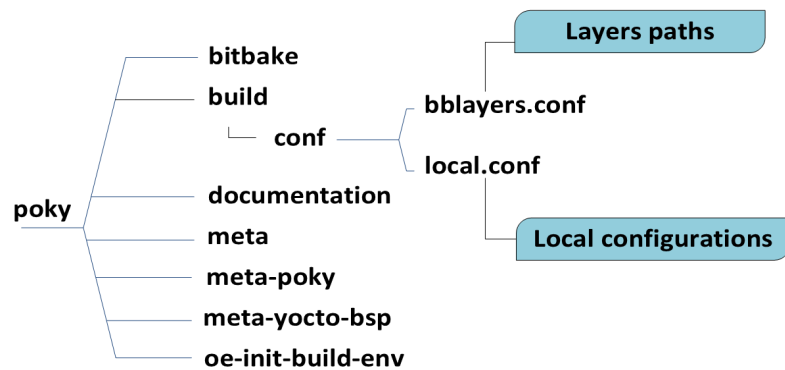 Layers paths
bitbake
build
bblayers.conf
conf
local.conf
documentation
poky
meta
Local configurations
meta-poky
meta-yocto-bsp
oe-init-build-env